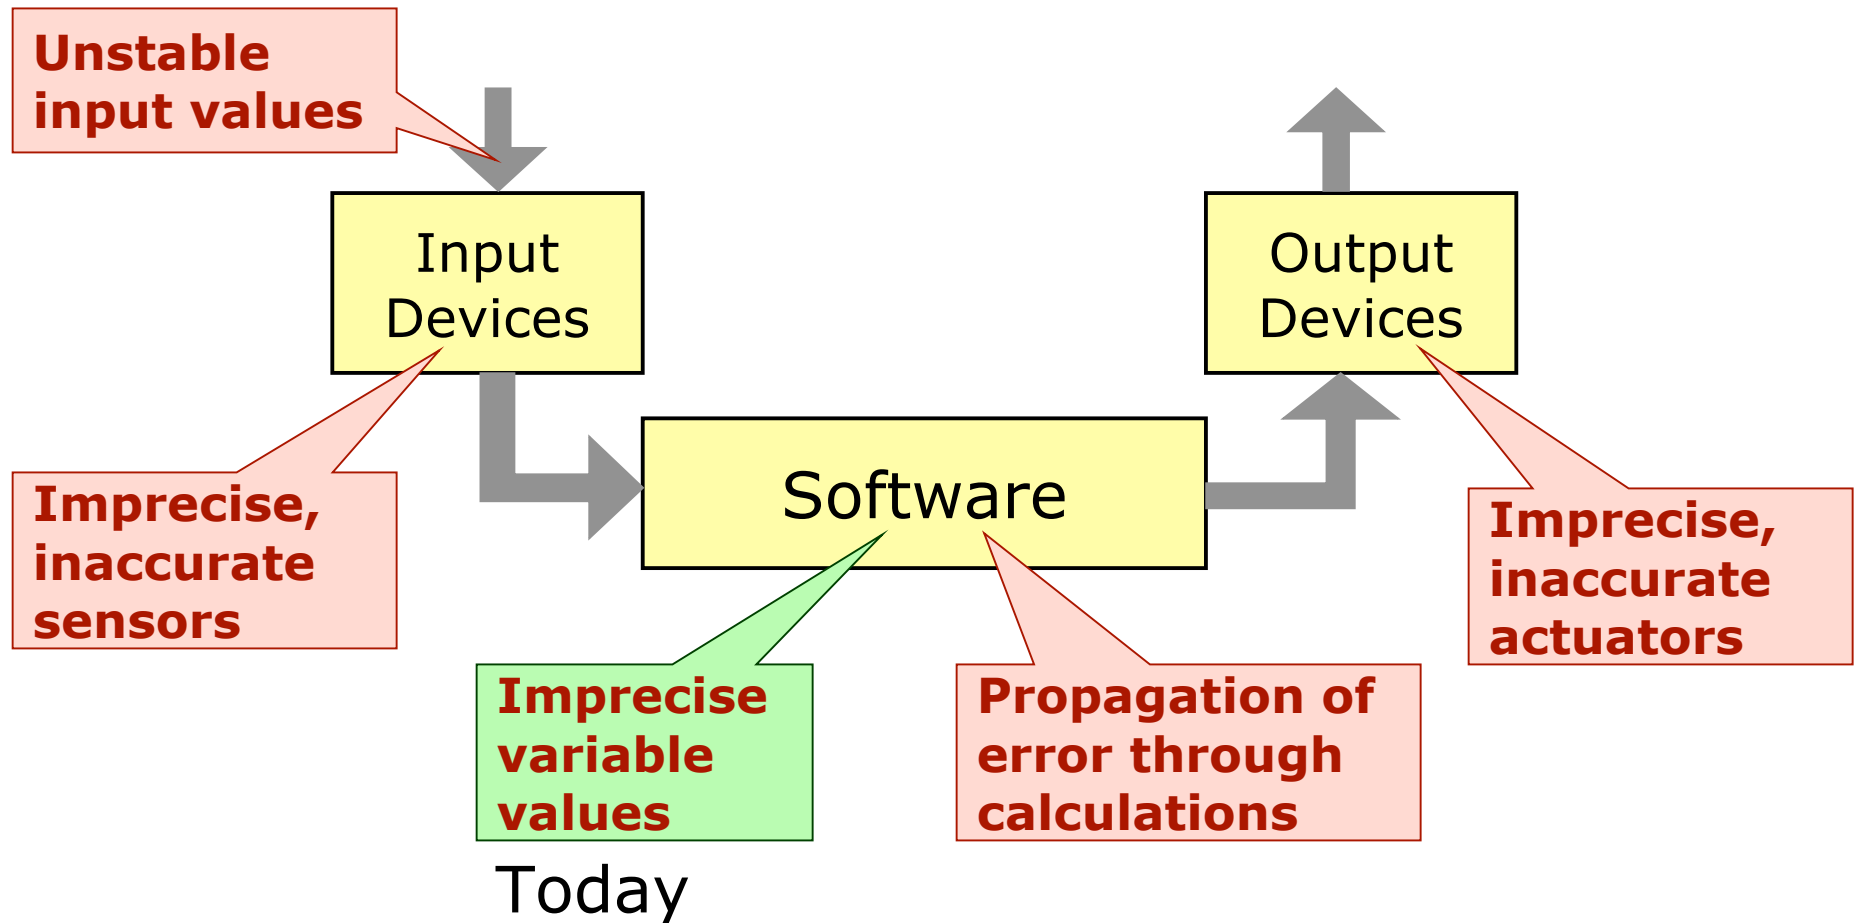 Unstable
input values
Input
Devices
Output
Devices
Imprecise,
inaccurate
sensors
Software
Imprecise,
inaccurate
actuators
Imprecise
variable
values
Propagation of
error through
calculations
Today